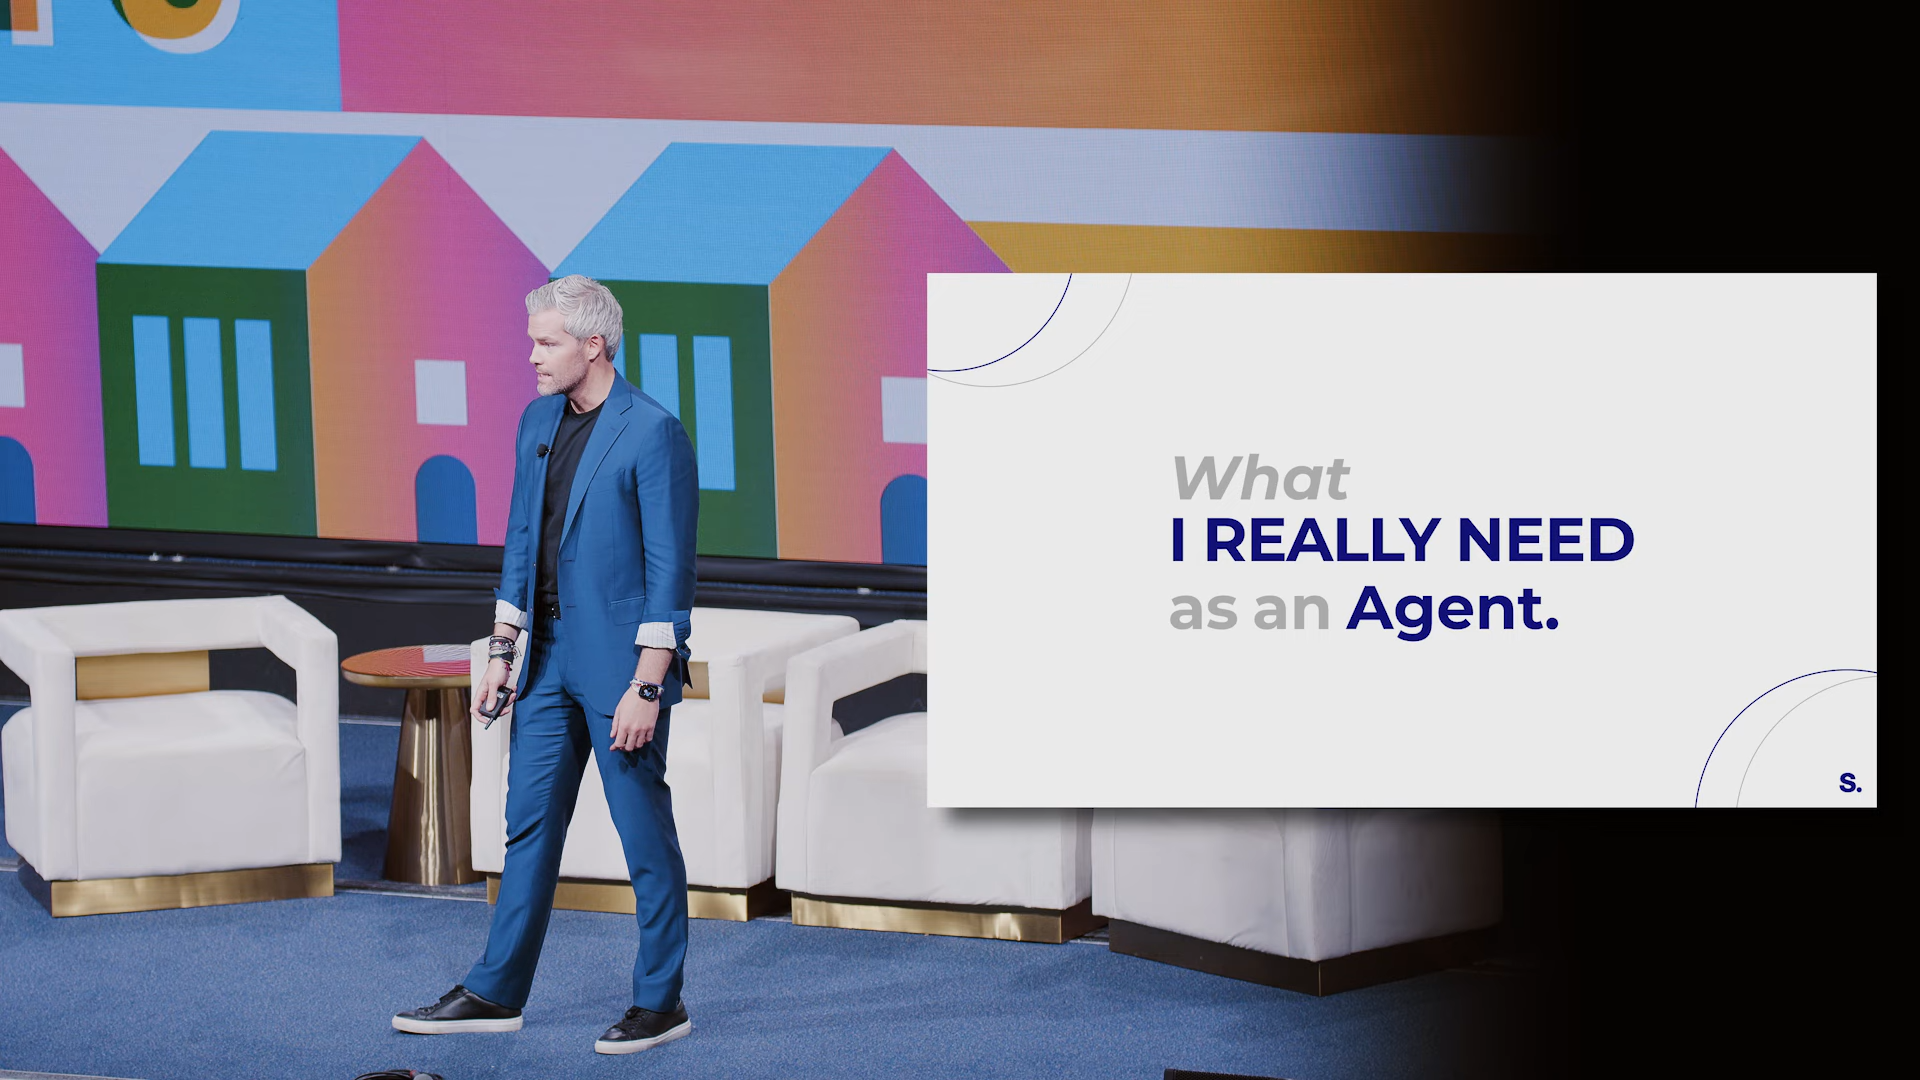 What
I REALLY NEED
as an Agent.
S.